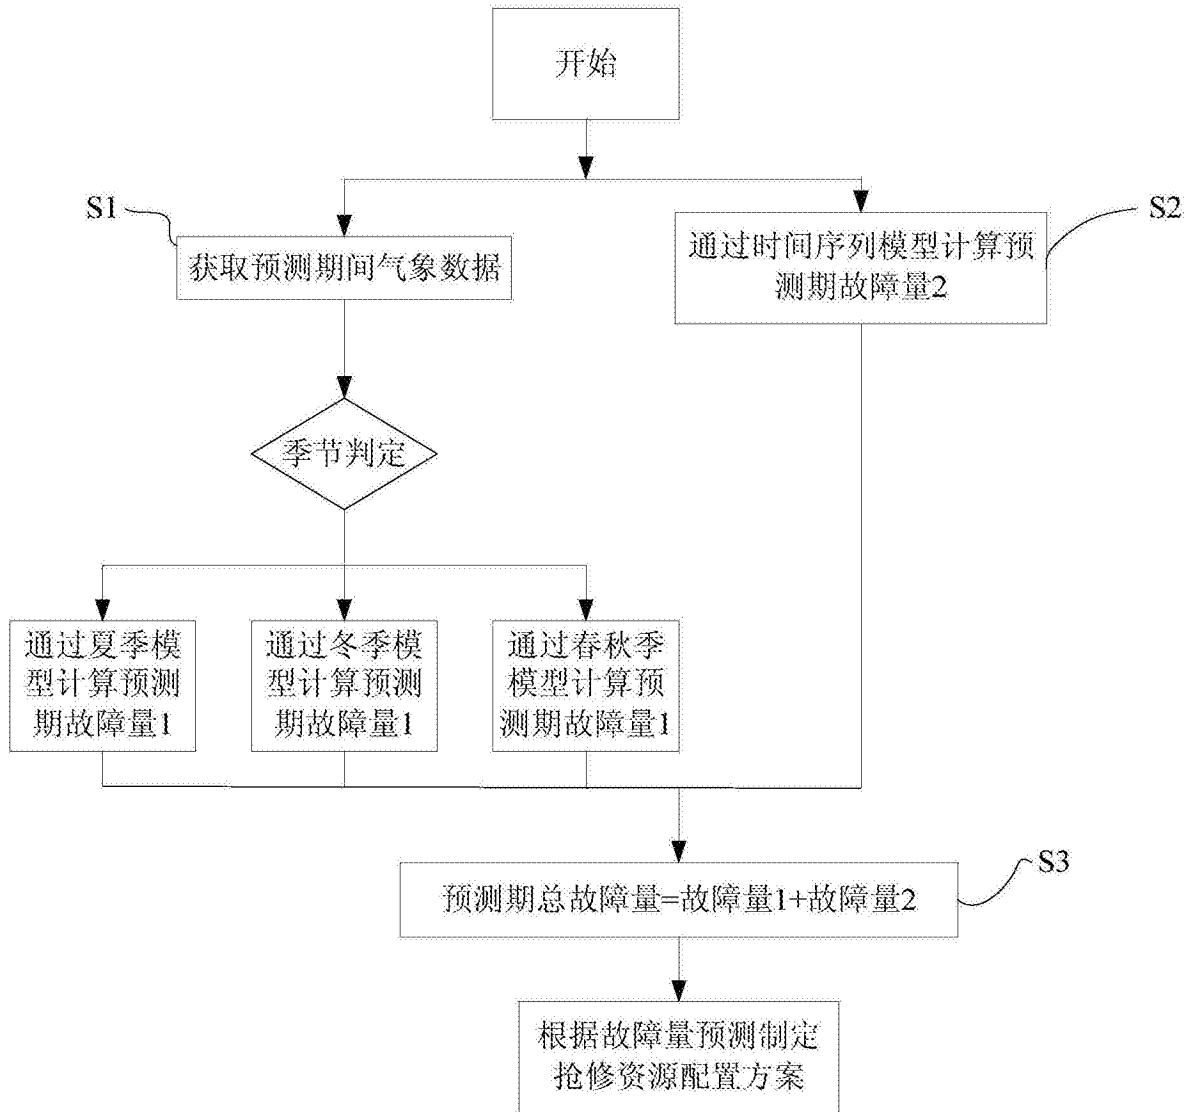 开始
S1
获取预测期间气象数据
S2
通过时间序列模型计算预
测期故障量2
季节判定
通过夏季模
型计算预测
期故障量1
通过冬季模
型计算预测
期故障量1
通过春秋季
模型计算预
测期故障量1
S3
预测期总故障量=故障量1+故障量2
根据故障量预测制定
抢修资源配置方案